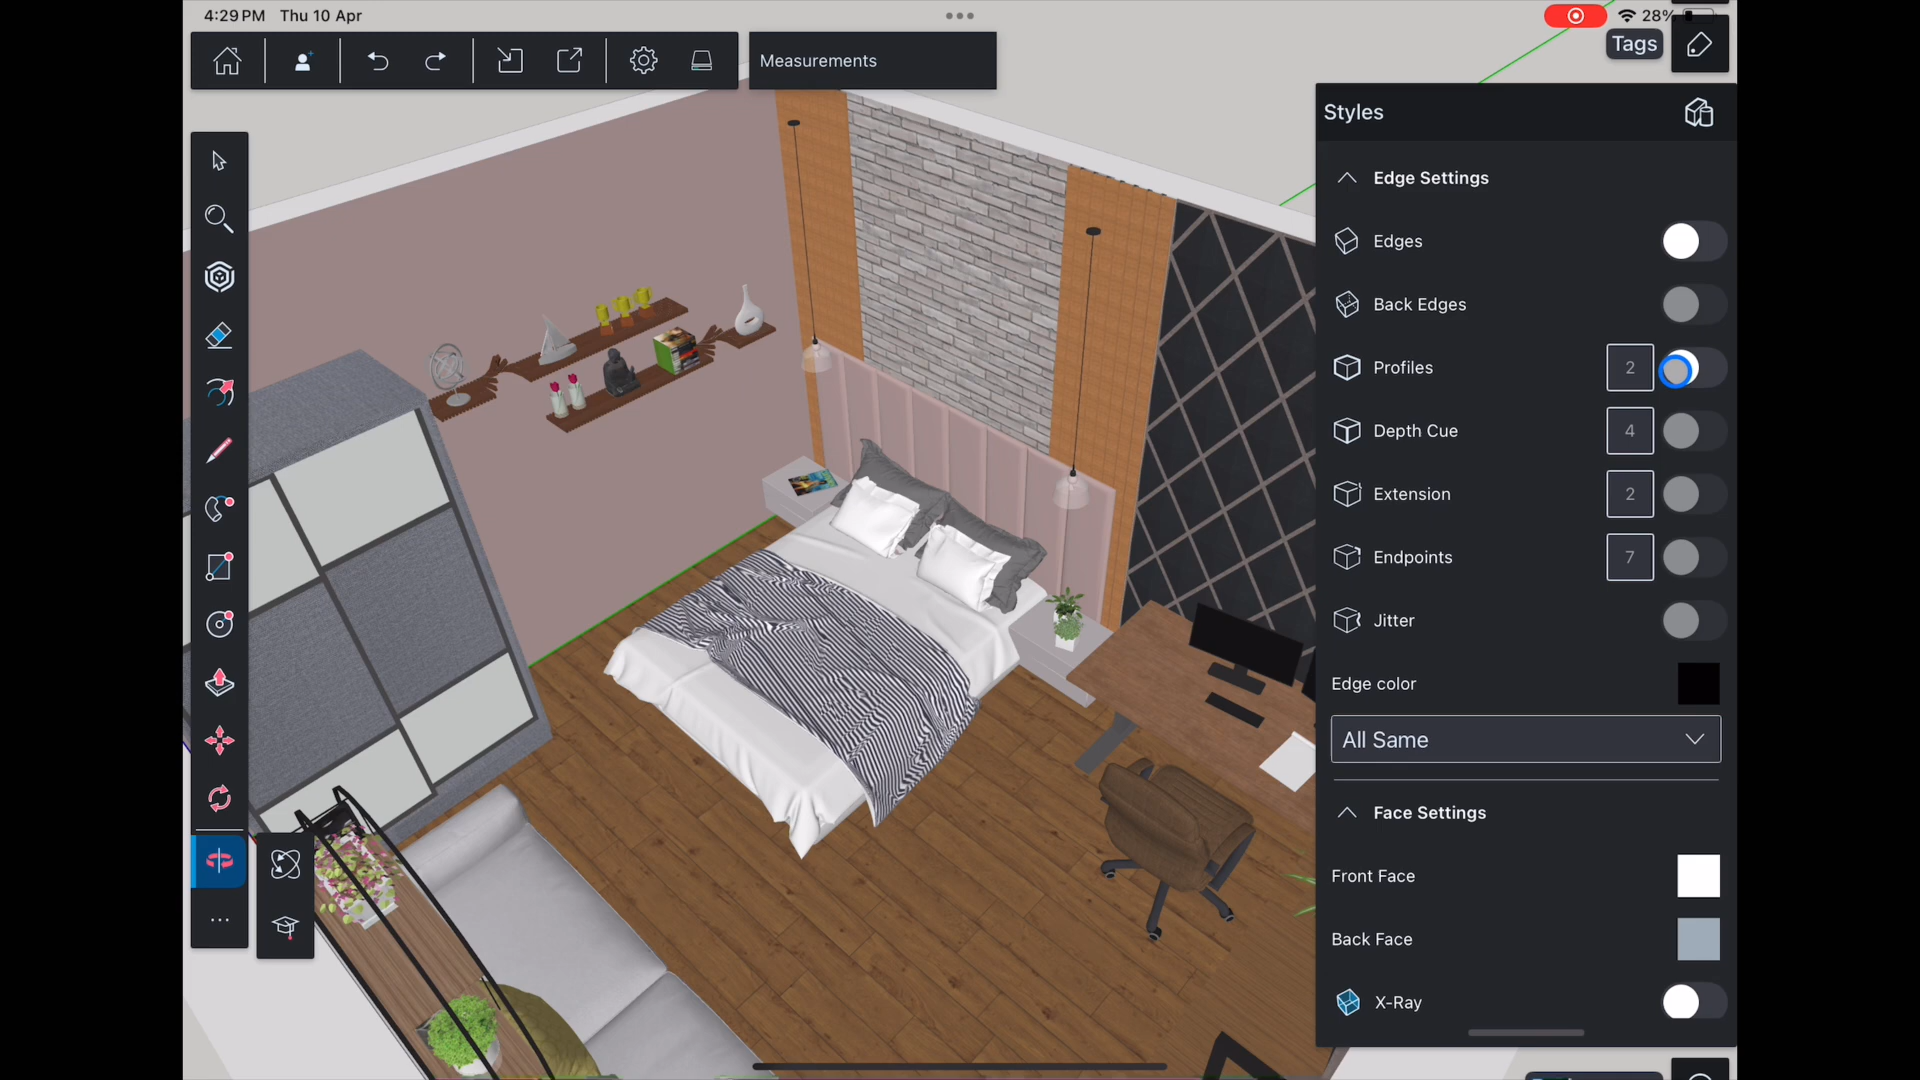 4:29 PM Thu 10 Apr
28%
Measurements
Tags
Styles
Edge Settings
Edges
Back Edges
Profiles 2
Depth Cue 4
Extension 2
Endpoints 7
Jitter
Edge color
All Same
Face Settings
Front Face
Back Face
X-Ray